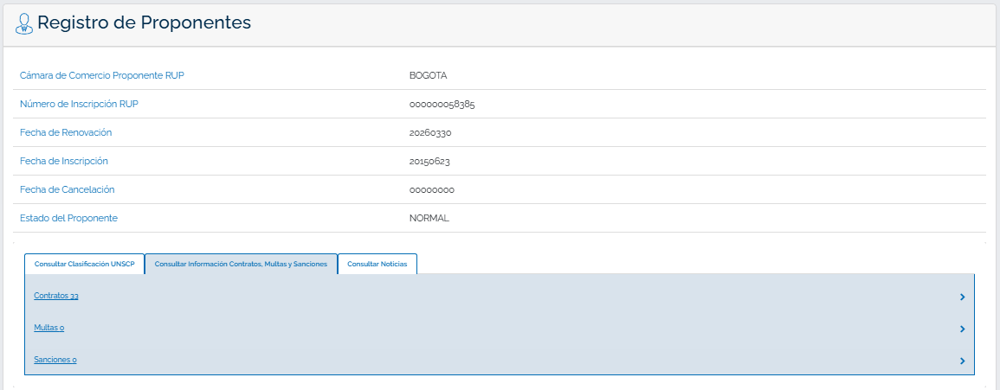 Registro de Proponentes
Cámara de Comercio Proponente RUP BOGOTA
Número de Inscripción RUP 000000058385
Fecha de Renovación 20260330
Fecha de Inscripción 20150623
Fecha de Cancelación 00000000
Estado del Proponente NORMAL
Consultar Clasificación UNSCP Consultar Información Contratos, Multas y Sanciones Consultar Noticias
Contratos 33
Multas 0
Sanciones 0